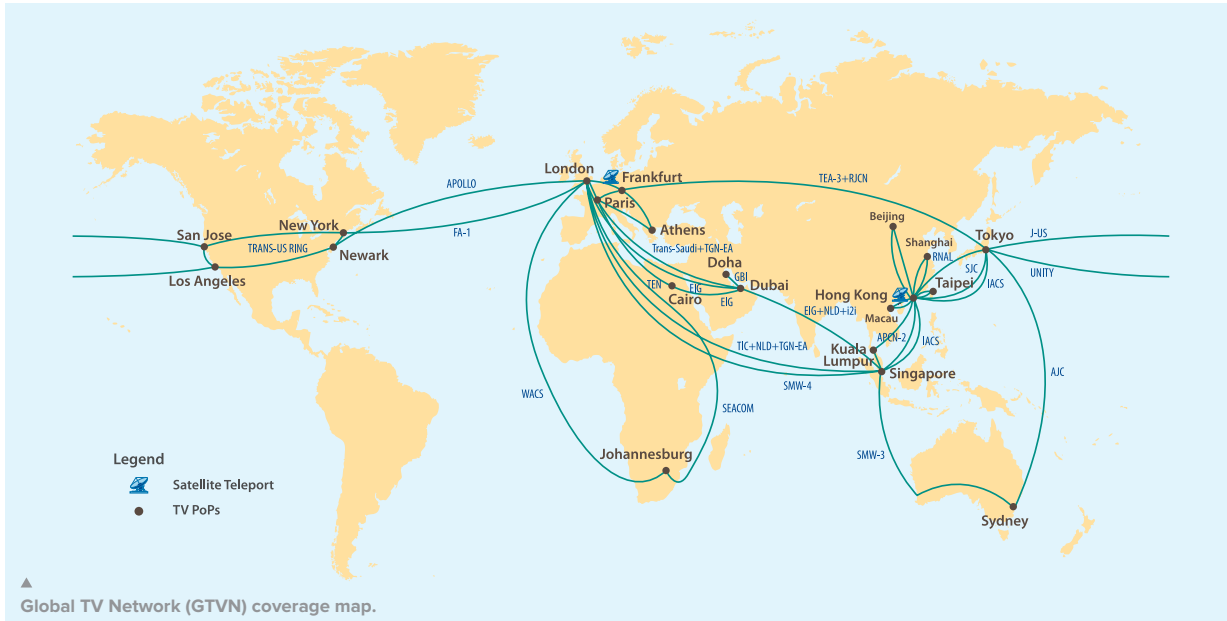 London
Frankfurt
TEA-3+RJCN
APOLLO
Paris
Beijing
New York
San Jose
FA-1
Athens
Tokyo
J-US
TRANS-US RING
Newark
Trans-Saudi+TGN-EA
Shanghai
RNAL
Doha
SJC
UNITY
Los Angeles
GBI
TEN
EIG
Dubai
Taipei
IACS
Cairo
EIG
Hong Kong
EIG+NLD+i2i
Macau
APCN-2
IACS
TIC+NLD+TGN-EA
Kuala
Lumpur
Singapore
SMW-4
AJC
WACS
SEACOM
Johannesburg
SMW-3
Legend
Satellite Teleport
TV PoPs
Sydney
Global TV Network (GTVN) coverage map.